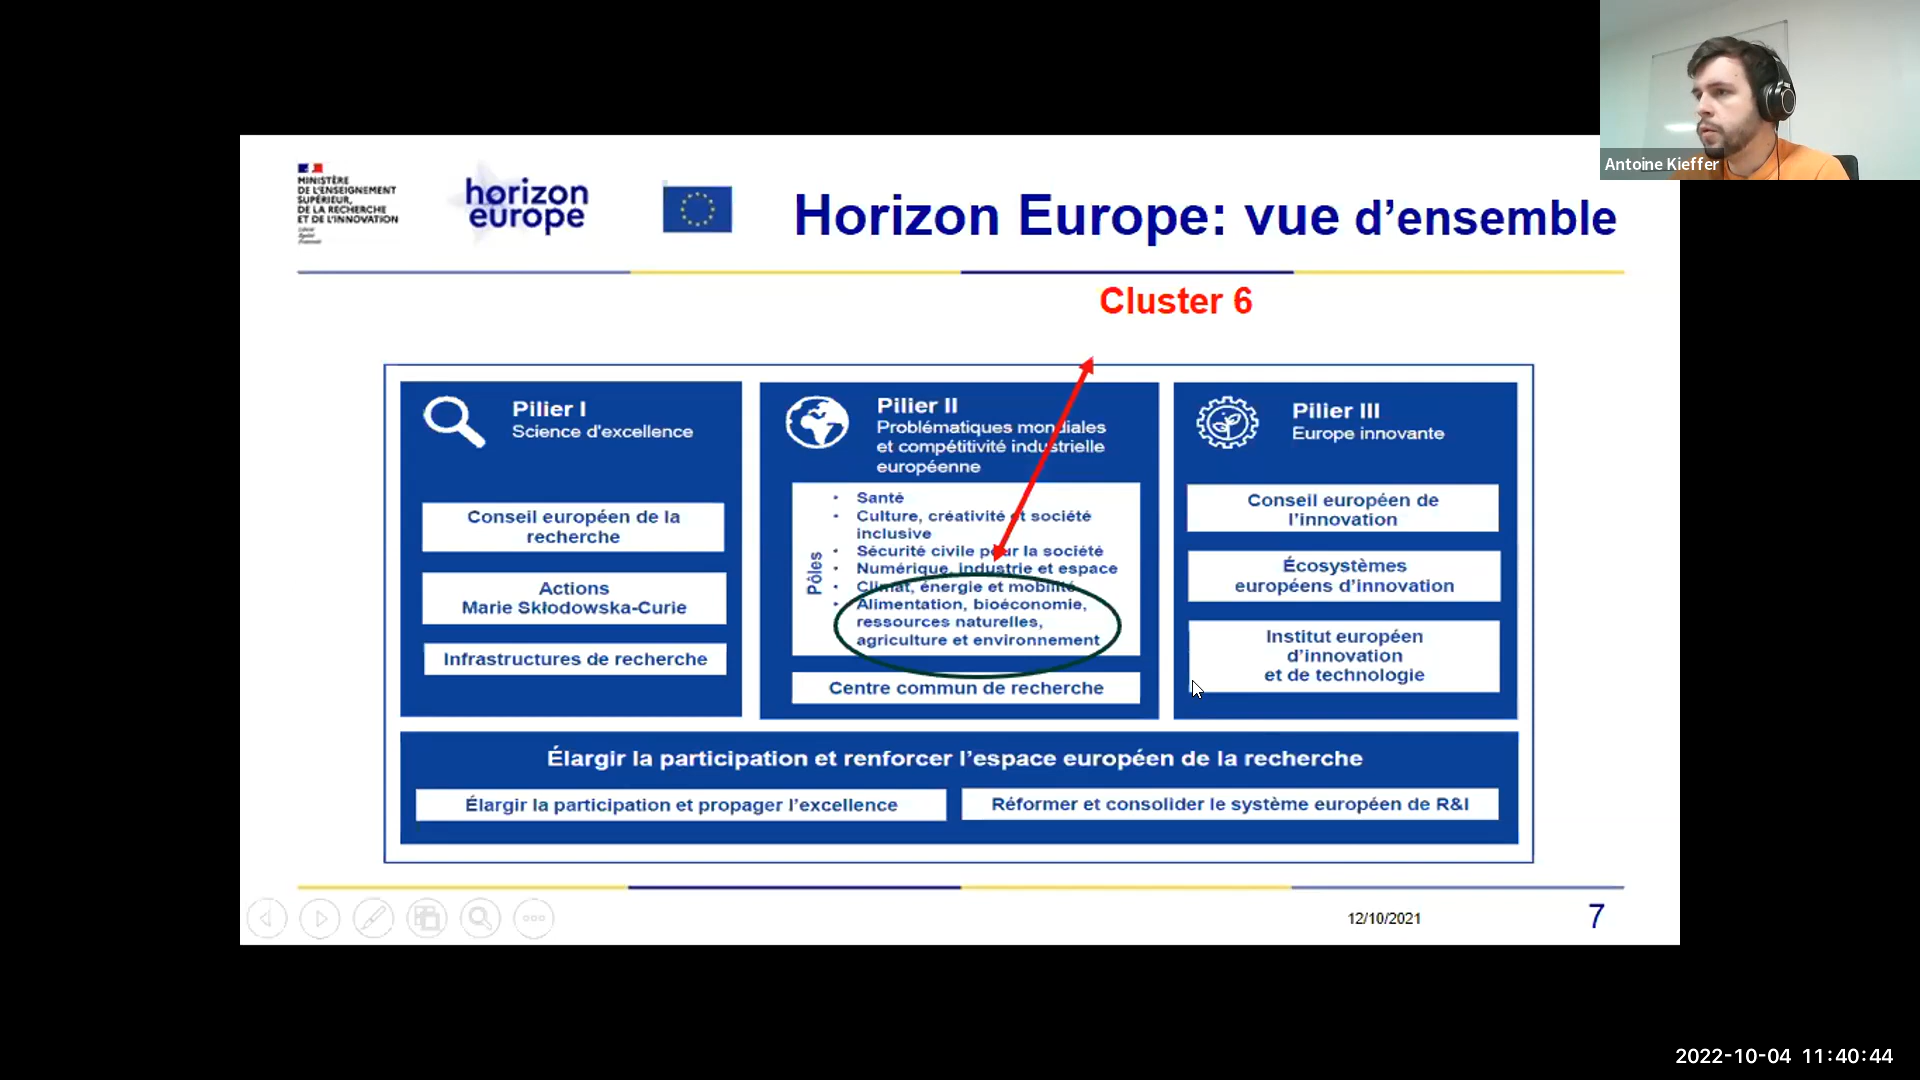 Antoine Kieffer
MINISTÈRE
DE L'ENSEIGNEMENT
SUPÉRIEUR,
DE LA RECHERCHE
ET DE L'INNOVATION
horizon
europe
Horizon Europe: vue d'ensemble
Cluster 6
Pilier I
Science d'excellence
Conseil européen de la
recherche
Actions
Marie Skłodowska-Curie
Infrastructures de recherche
Pilier II
Problématiques mondiales
et compétitivité industrielle
européenne
Pôles
• Santé
• Culture, créativité et société
inclusive
• Sécurité civile pour la société
• Numérique, industrie et espace
• Climat, énergie et mobilité
• Alimentation, bioéconomie,
ressources naturelles,
agriculture et environnement
Centre commun de recherche
Pilier III
Europe innovante
Conseil européen de
l'innovation
Écosystèmes
européens d'innovation
Institut européen
d'innovation
et de technologie
Élargir la participation et renforcer l'espace européen de la recherche
Élargir la participation et propager l'excellence
Réformer et consolider le système européen de R&I
12/10/2021
7
2022-10-04 11:40:44